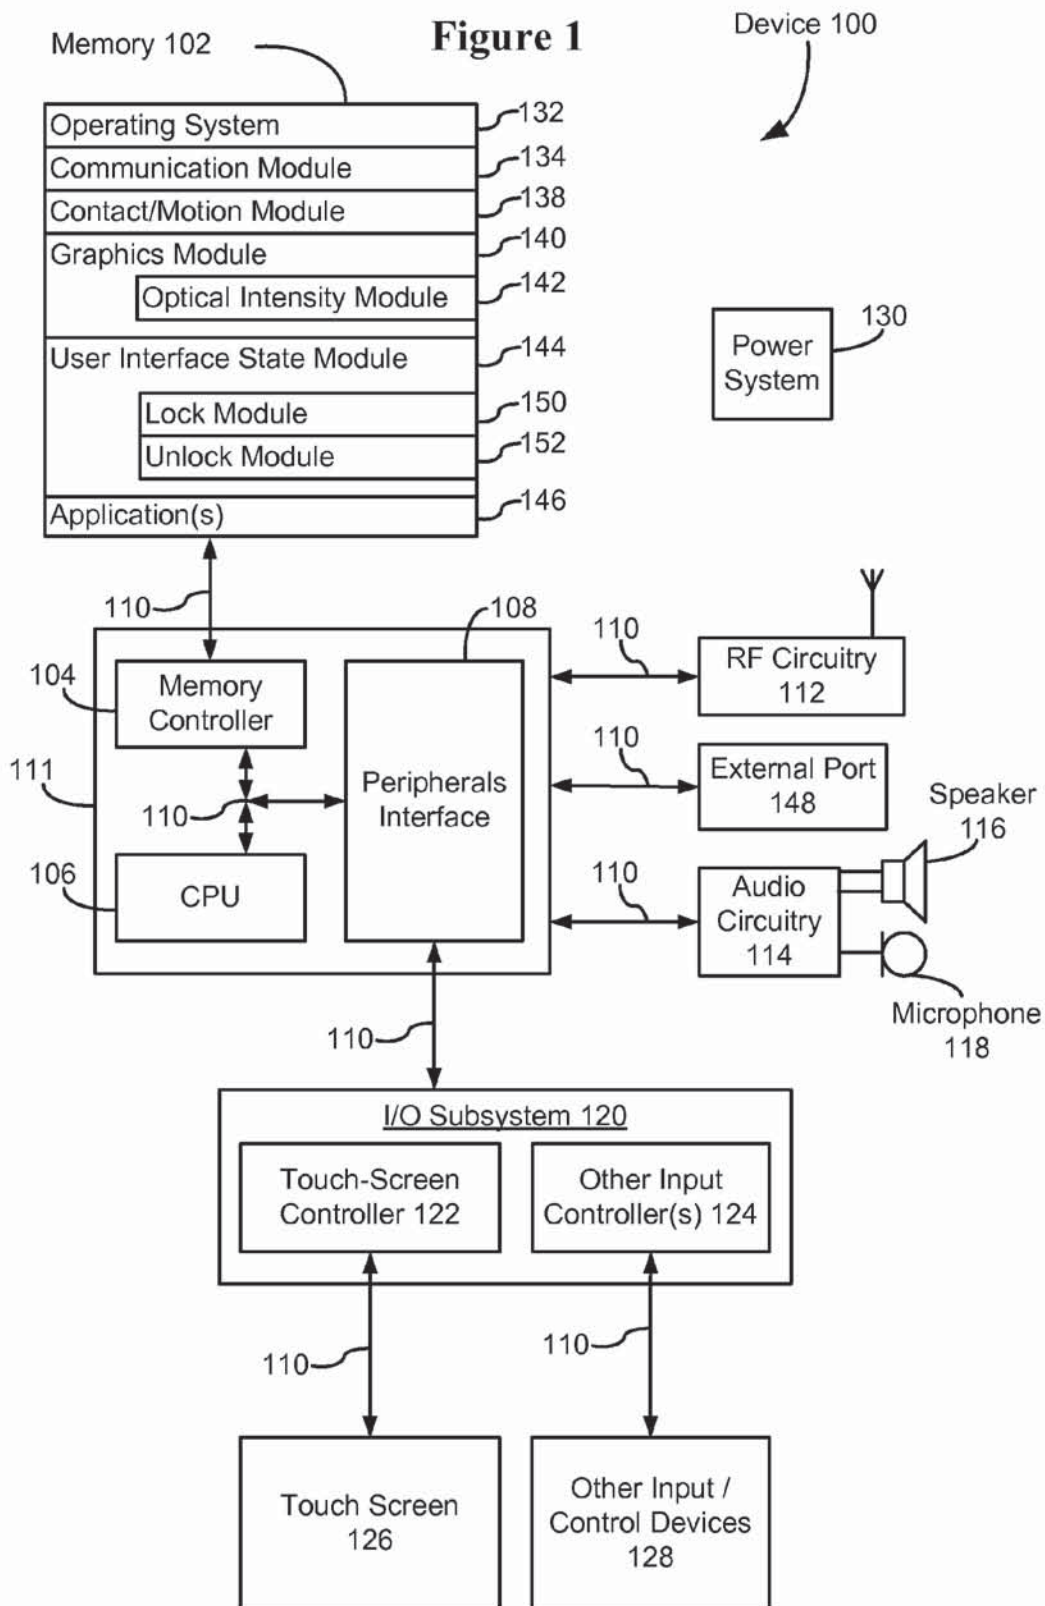 Figure 1
Device 100
Memory 102
Operating System
132
Communication Module
134
Contact/Motion Module
138
Graphics Module
140
Optical Intensity Module
142
User Interface State Module
144
Lock Module
150
Unlock Module
152
Application(s)
146
130
Power
System
110
108
104
Memory
Controller
111
110
Peripherals
Interface
106
CPU
110
RF Circuitry
112
110
External Port
148
Speaker
116
110
Audio
Circuitry
114
Microphone
118
110
I/O Subsystem 120
Touch-Screen
Controller 122
Other Input
Controller(s) 124
110
110
Touch Screen
126
Other Input /
Control Devices
128